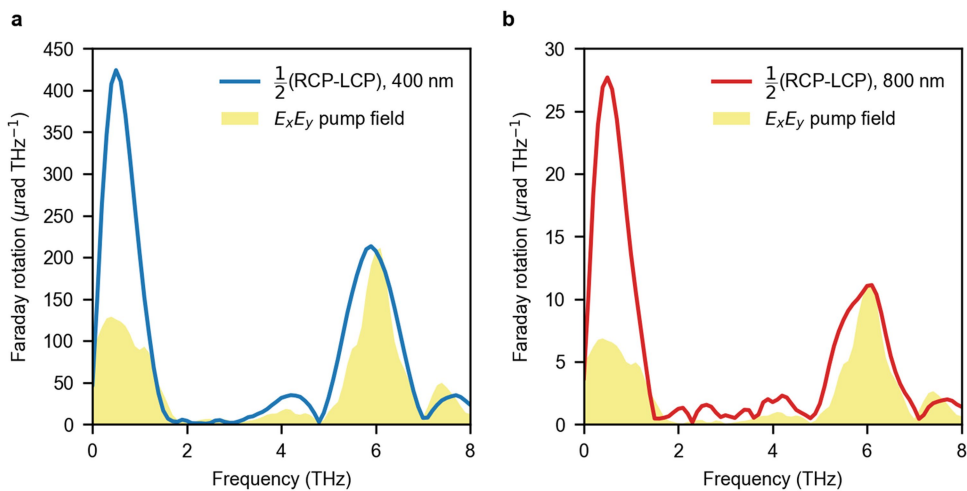 a
450
400
350
300
250
200
150
100
50
0
Faraday rotation (μrad THz⁻¹)
½(RCP-LCP), 400 nm
EₓEᵧ pump field
0 2 4 6 8
Frequency (THz)
b
30
25
20
15
10
5
0
Faraday rotation (μrad THz⁻¹)
½(RCP-LCP), 800 nm
EₓEᵧ pump field
0 2 4 6 8
Frequency (THz)